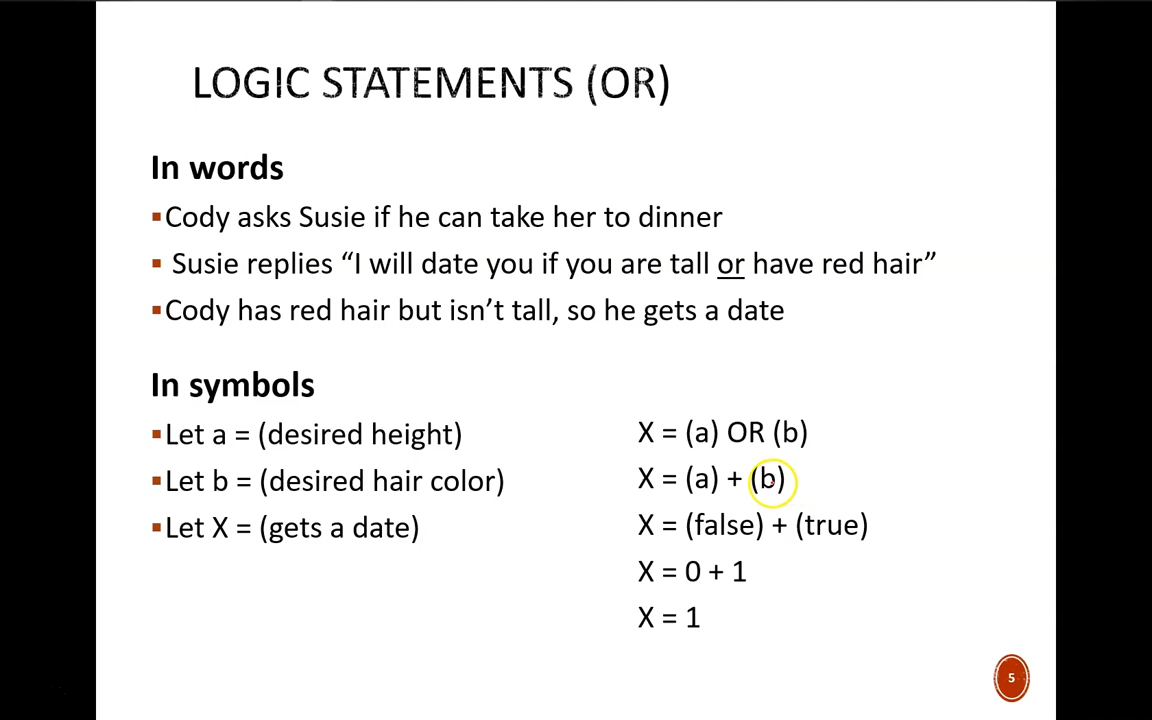 LOGIC STATEMENTS (OR)
In words
▪Cody asks Susie if he can take her to dinner
▪ Susie replies “I will date you if you are tall or have red hair”
▪Cody has red hair but isn’t tall, so he gets a date
In symbols
▪Let a = (desired height)
▪Let b = (desired hair color)
▪Let X = (gets a date)
X = (a) OR (b)
X = (a) + (b)
X = (false) + (true)
X = 0 + 1
X = 1
5